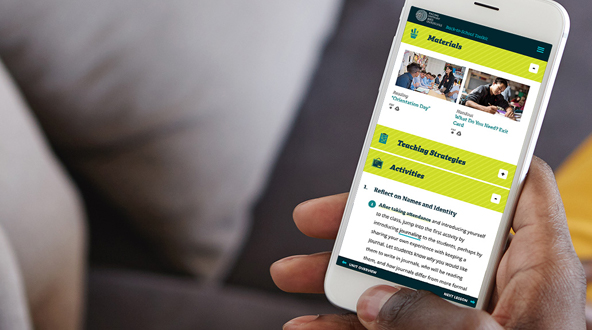 Back-to-School Toolkit
Materials
Reading
"Orientation Day"
Handout
What Do You Need? Exit
Card
Teaching Strategies
Activities
1. Reflect on Names and Identity
1 After taking attendance and introducing yourself
to the class, jump into the first activity by
introducing journaling to the students, perhaps by
sharing your own experience with keeping a
journal. Let students know why you would like
them to write in journals, who will be reading
them, and how journals differ from more formal
UNIT OVERVIEW
NEXT LESSON